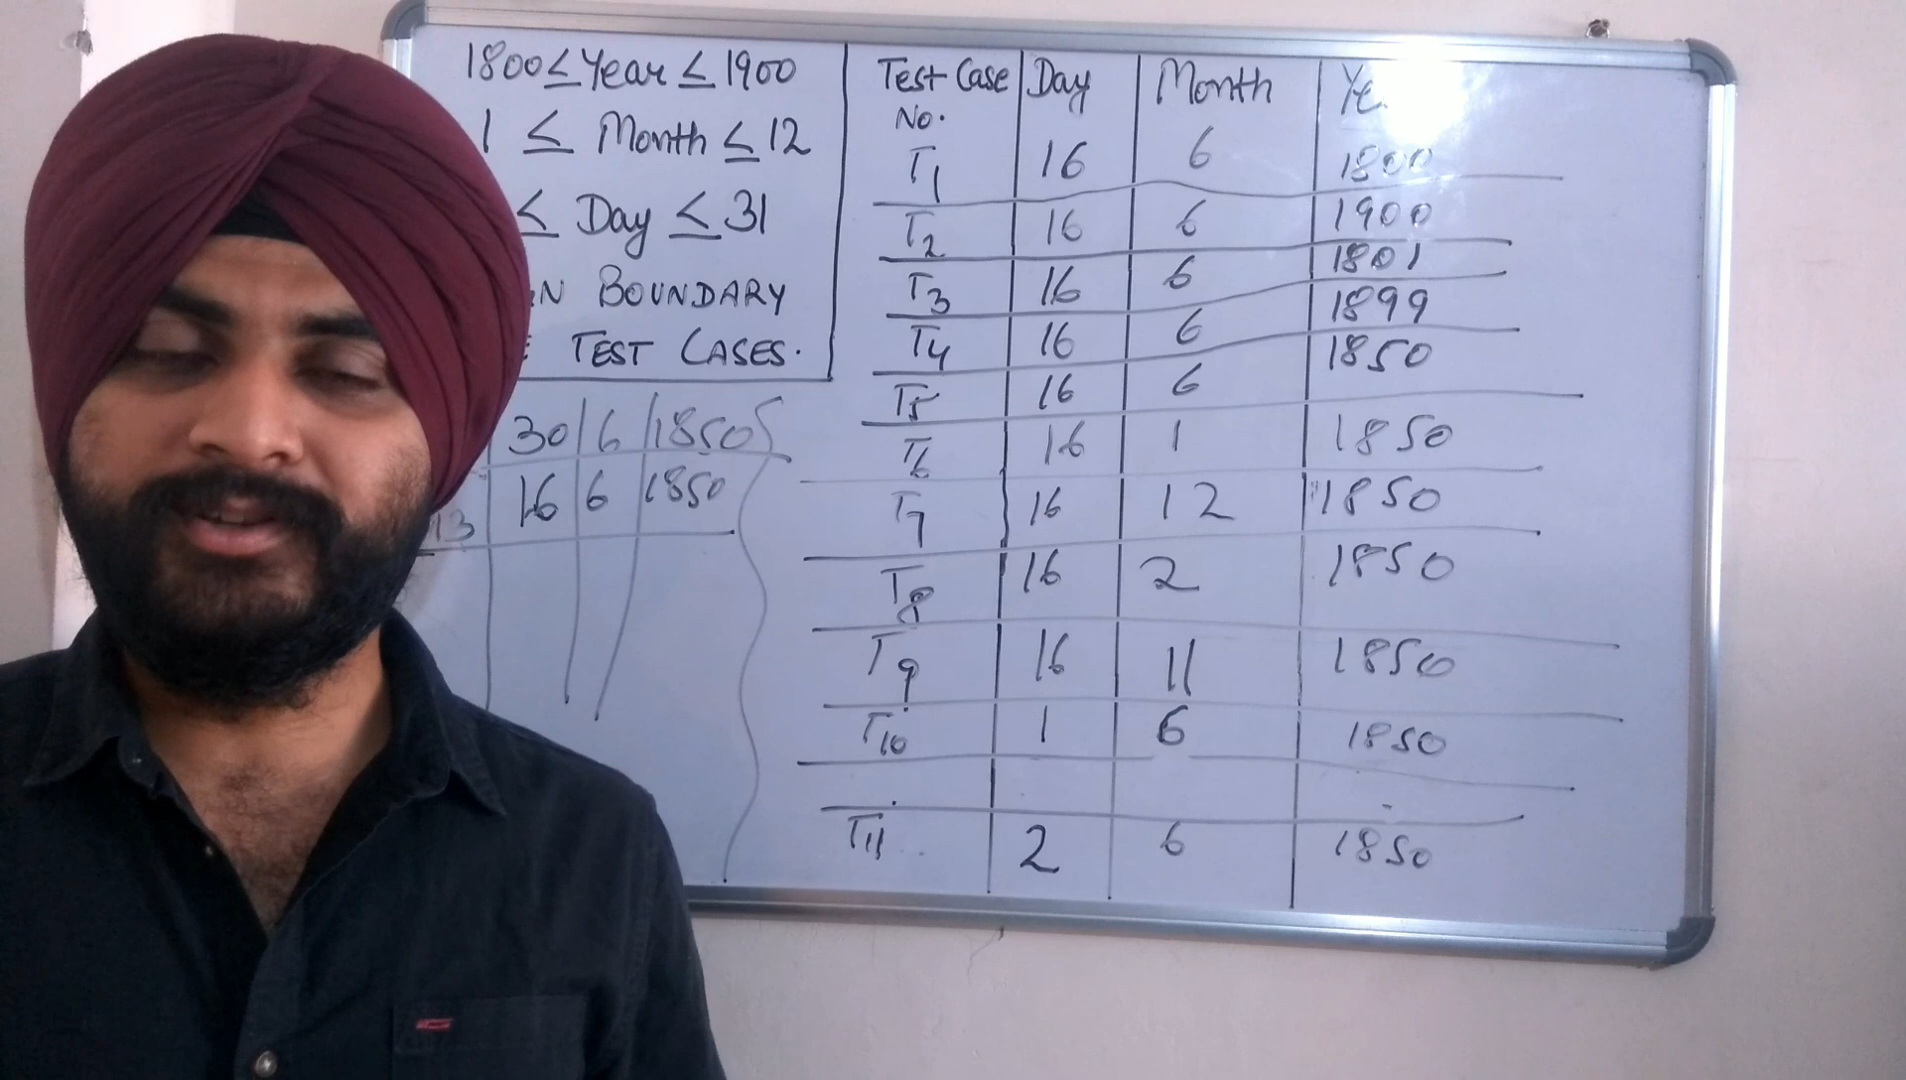 1800 ≤ Year ≤ 1900
1 ≤ Month ≤ 12
≤ Day ≤ 31
N BOUNDARY
TEST CASES.
30 6 1850
13 16 6 1850
Test Case No. Day Month Ye
T1 16 6 1800
T2 16 6 1900
T3 16 6 1801
T4 16 6 1899
T5 16 6 1850
T6 16 1 1850
T7 16 12 1850
T8 16 2 1850
T9 16 11 1850
T10 1 6 1850
T11 2 6 1850